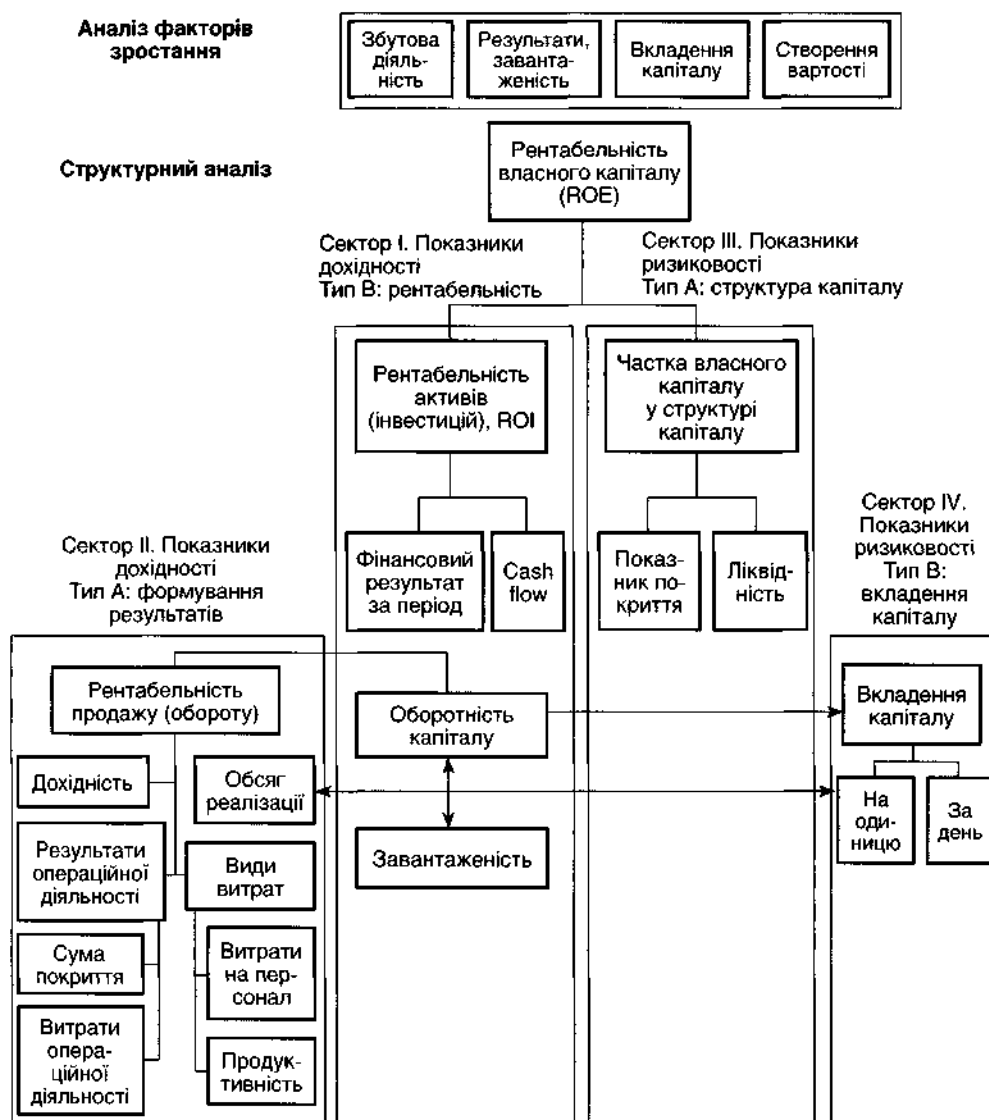 Аналіз факторів
зростання
Збутова
діяль-
ність
Результати,
завanta-
женість
Вкладення
капіталу
Створення
вартості
Структурний аналіз
Рентабельність
власного капіталу
(ROE)
Сектор I. Показники
дохідності
Тип В: рентабельність
Сектор III. Показники
ризиковості
Тип А: структура капіталу
Рентабельність
активів
(інвестицій), ROI
Частка власного
капіталу
у структурі
капіталу
Фінансовий
результат
за період
Cash
flow
Показ-
ник по-
криття
Ліквід-
ність
Сектор II. Показники
дохідності
Тип А: формування
результатів
Сектор IV.
Показники
ризиковості
Тип В:
вкладення
капіталу
Рентабельність
продажу (обороту)
Оборотність
капіталу
Вкладення
капіталу
Дохідність
Обсяг
реалізації
На
оди-
ницю
За
день
Результати
операційної
діяльності
Види
витрат
Завантаженість
Сума
покриття
Витрати
на пер-
сонал
Витрати
опера-
ційної
діяльності
Продук-
тивність